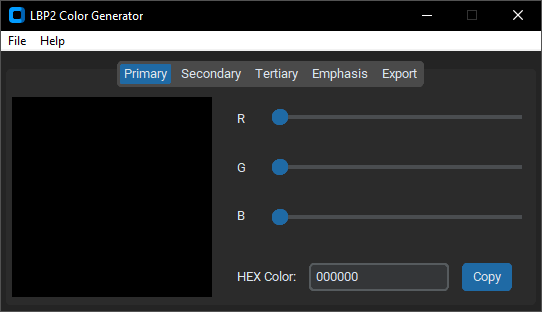 LBP2 Color Generator
File Help
Primary Secondary Tertiary Emphasis Export
R
G
B
HEX Color: 000000 Copy